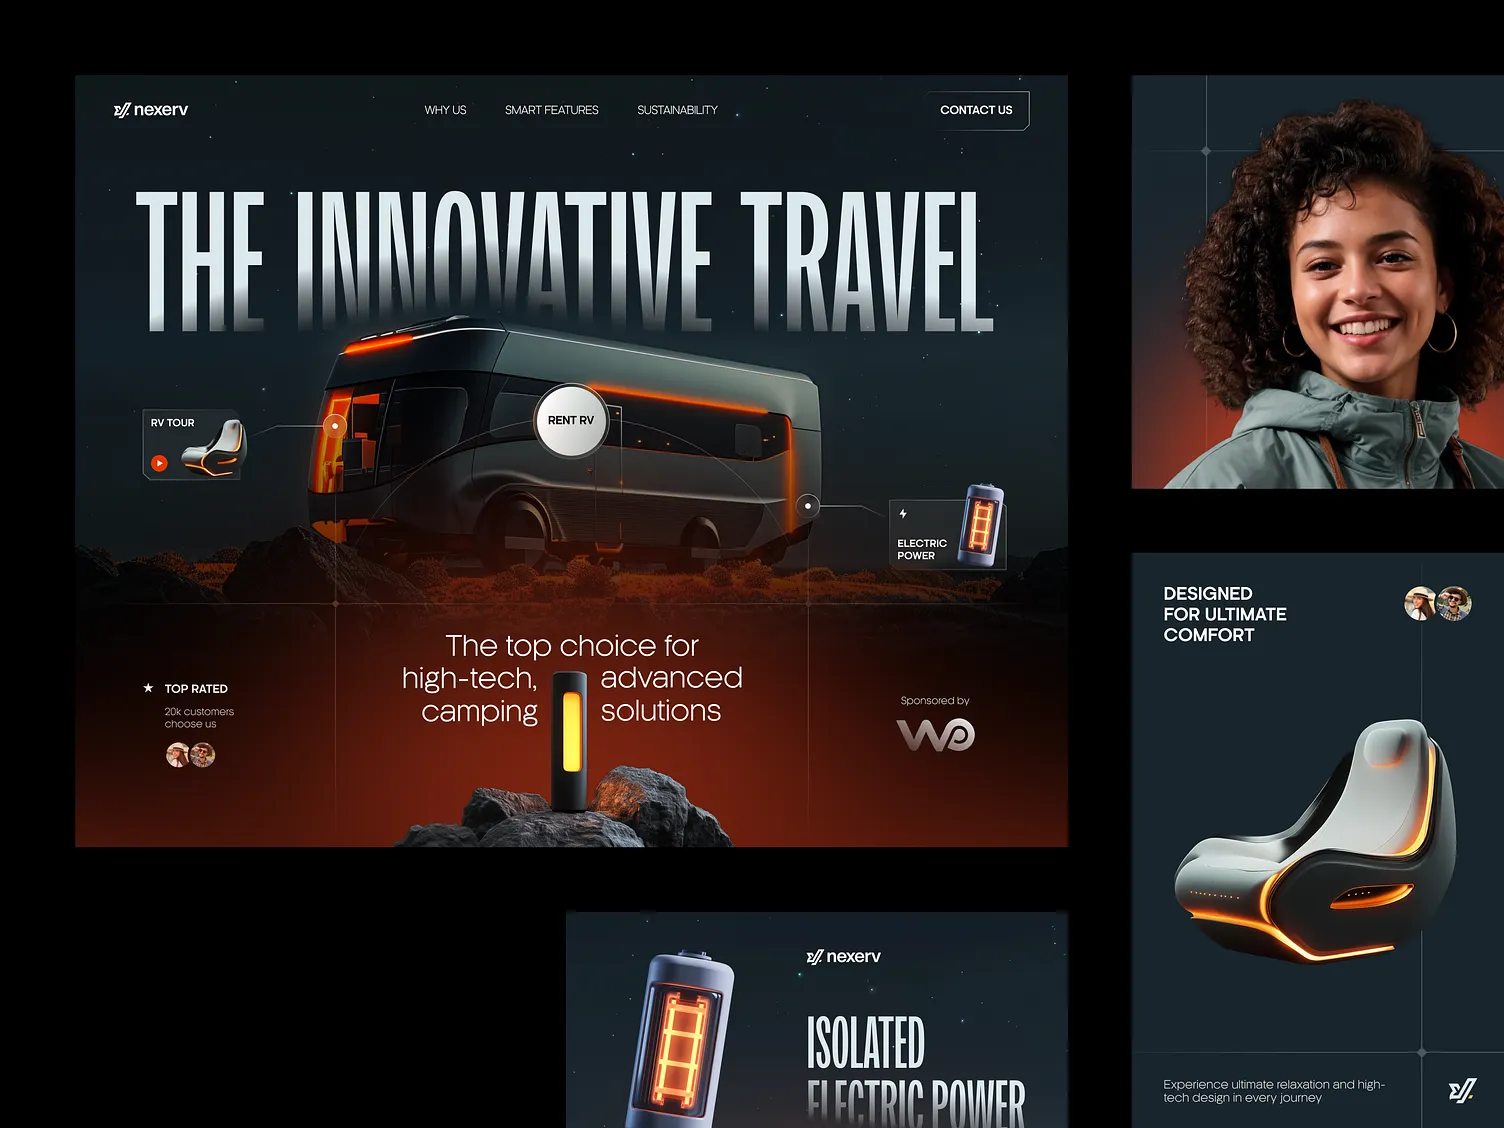 nexerv
WHY US
SMART FEATURES
SUSTAINABILITY
CONTACT US
THE INNOVATIVE TRAVEL
RV TOUR
RENT RV
ELECTRIC
POWER
The top choice for
high-tech, advanced
camping solutions
TOP RATED
20k customers
choose us
Sponsored by
nexerv
ISOLATED
ELECTRIC POWER
DESIGNED
FOR ULTIMATE
COMFORT
Experience ultimate relaxation and high-
tech design in every journey